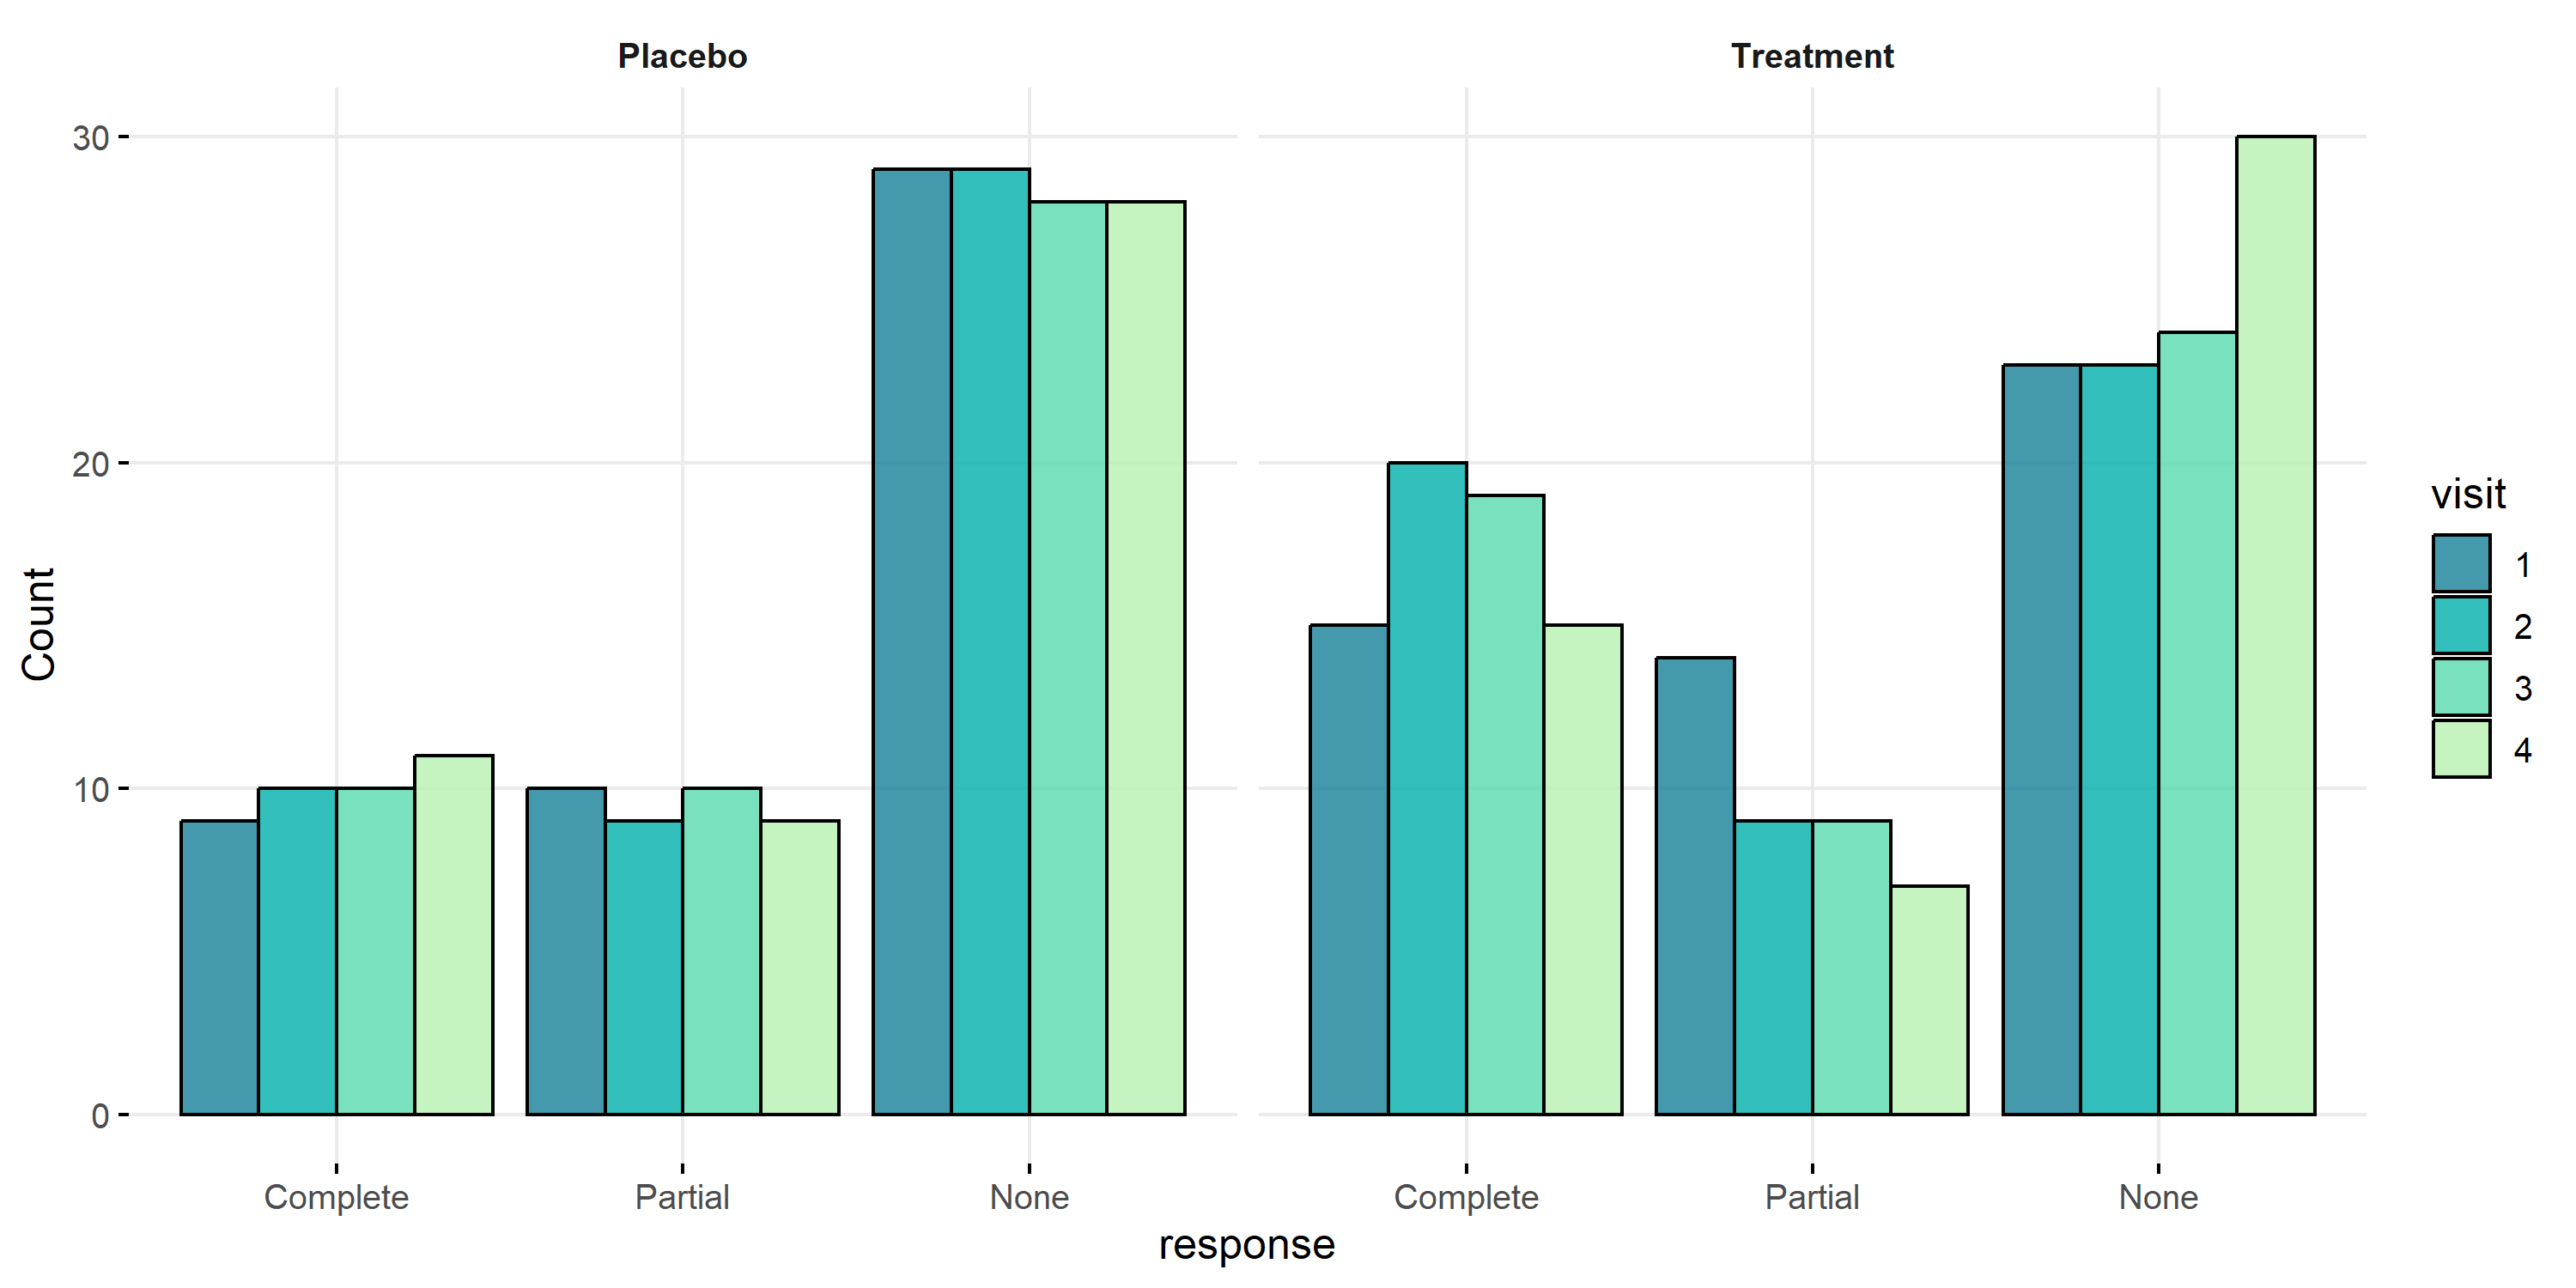 Placebo
Treatment
30
20
10
0
Count
Complete
Partial
None
Complete
Partial
None
response
visit
1
2
3
4